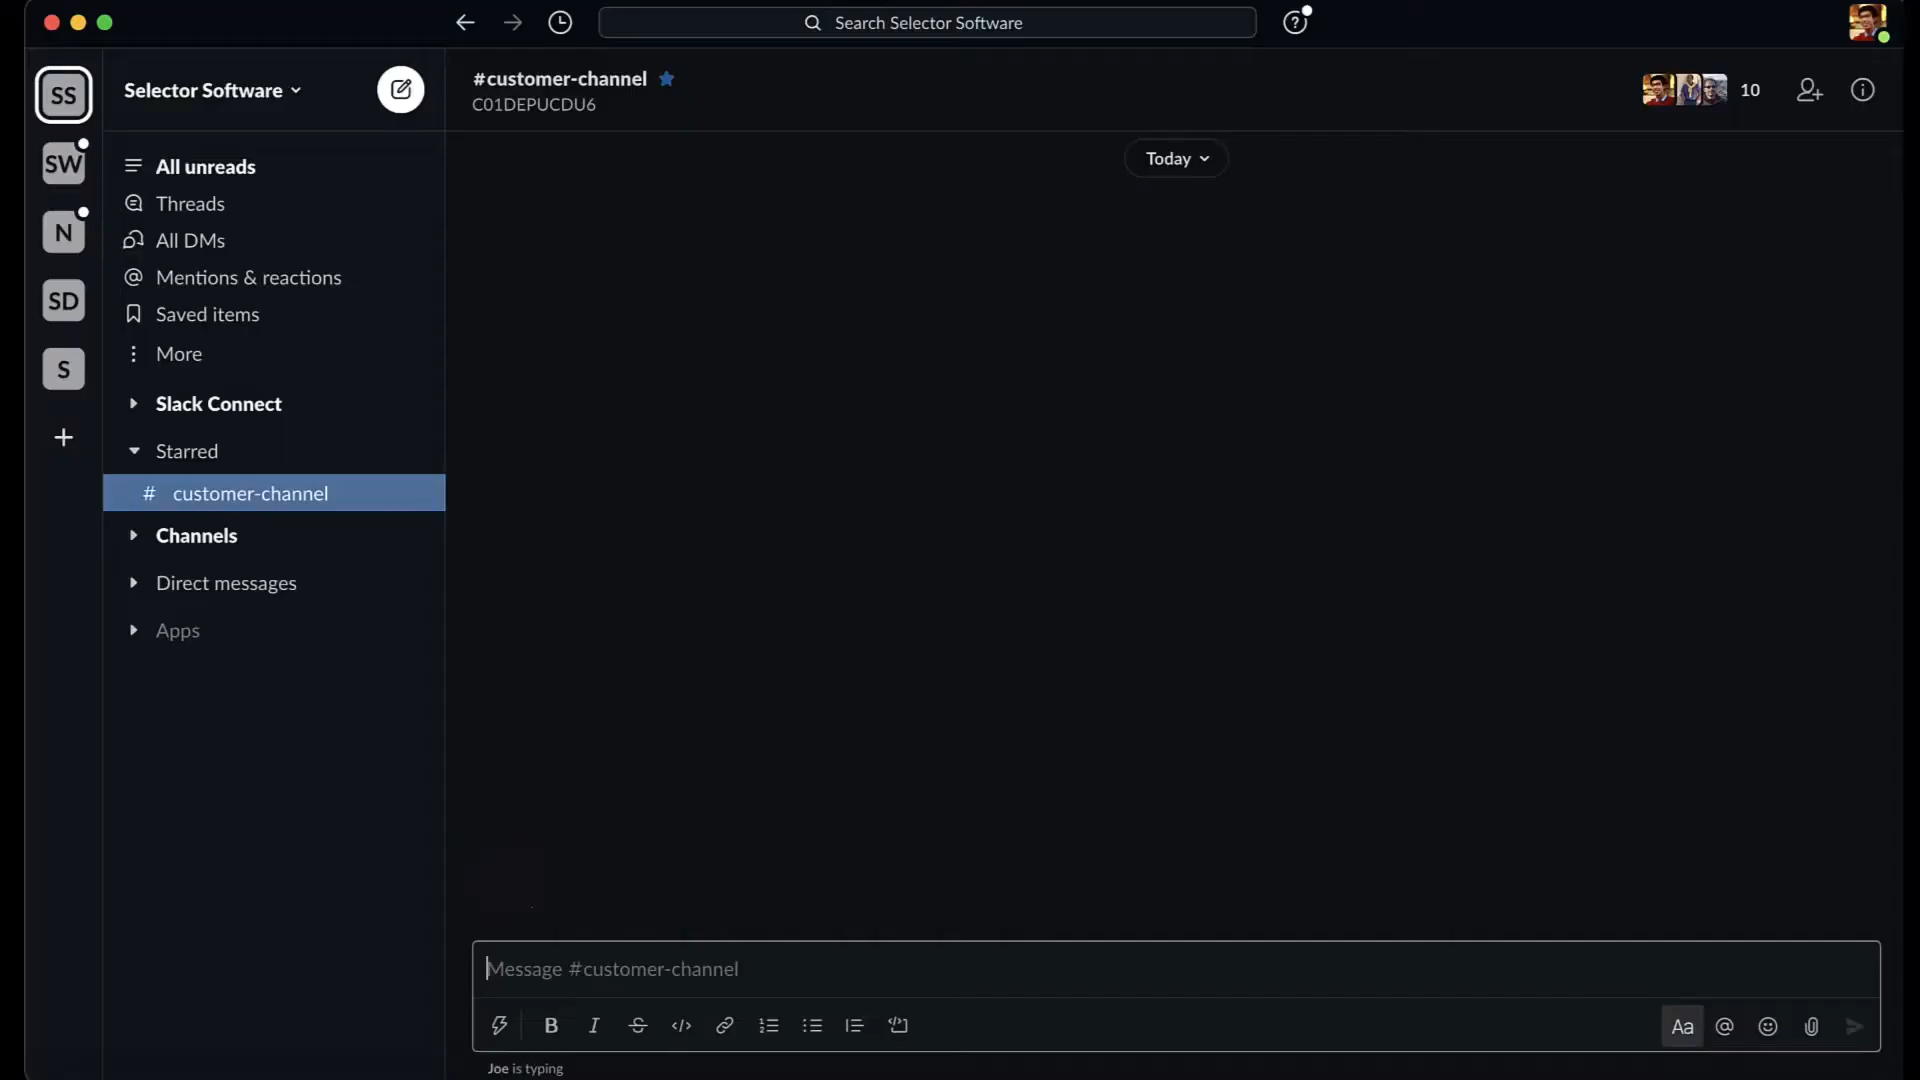 Search Selector Software
SS
Selector Software
#customer-channel
C01DEPUCDU6
10
SW
N
SD
S
All unreads
Threads
All DMs
Mentions & reactions
Saved items
More
Slack Connect
Starred
# customer-channel
Channels
Direct messages
Apps
Today
Message #customer-channel
B I S
Aa @
Joe is typing